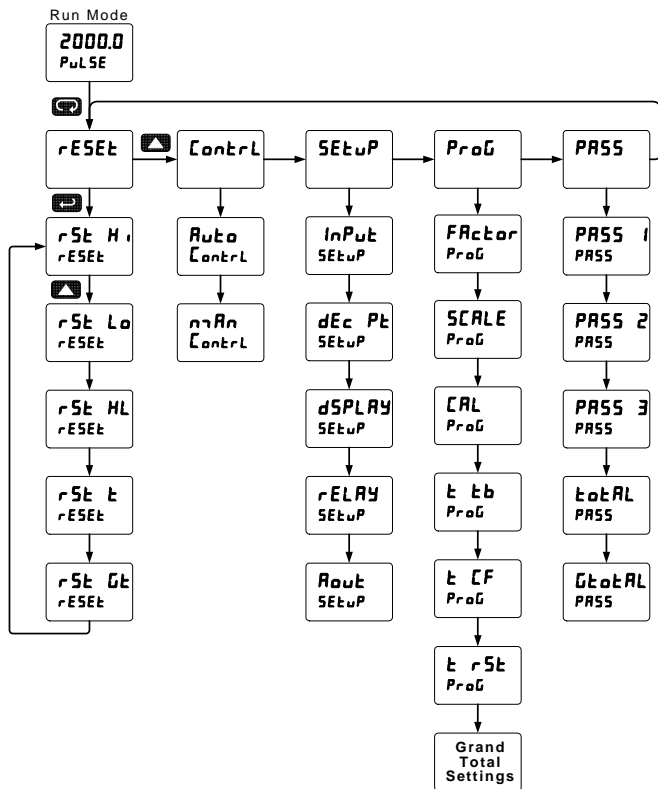 Run Mode
2000.0
PuLSE
rESEt
ContrL
SEtuP
ProG
PASS
rSt Hi
rESEt
Auto
ContrL
InPut
SEtuP
FActor
ProG
PASS 1
PASS
rSt Lo
rESEt
mAn
ContrL
dEc Pt
SEtuP
SCALE
ProG
PASS 2
PASS
rSt HL
rESEt
dSPLAY
SEtuP
CAL
ProG
PASS 3
PASS
rSt t
rESEt
rELAY
SEtuP
t tb
ProG
totAL
PASS
rSt Gt
rESEt
Aout
SEtuP
t CF
ProG
GtotAL
PASS
t rSt
ProG
Grand
Total
Settings